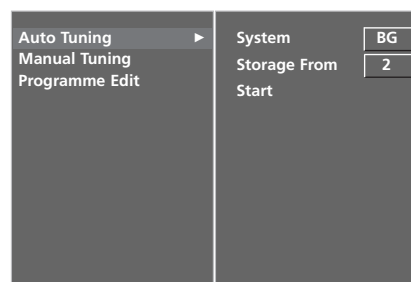 Auto Tuning ►
Manual Tuning
Programme Edit
System BG
Storage From 2
Start